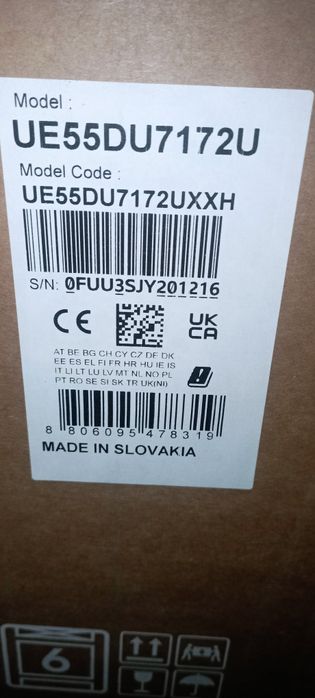 Model :
UE55DU7172U
Model Code :
UE55DU7172UXXH
S/N: 0FUU3SJY201216
CE UK CA
AT BE BG CH CY CZ DE DK
EE ES EL FI FR HR HU IE IS
IT LI LT LU LV MT NL NO PL
PT RO SE SI SK TR UK(NI)
8 806095 478319
MADE IN SLOVAKIA
6